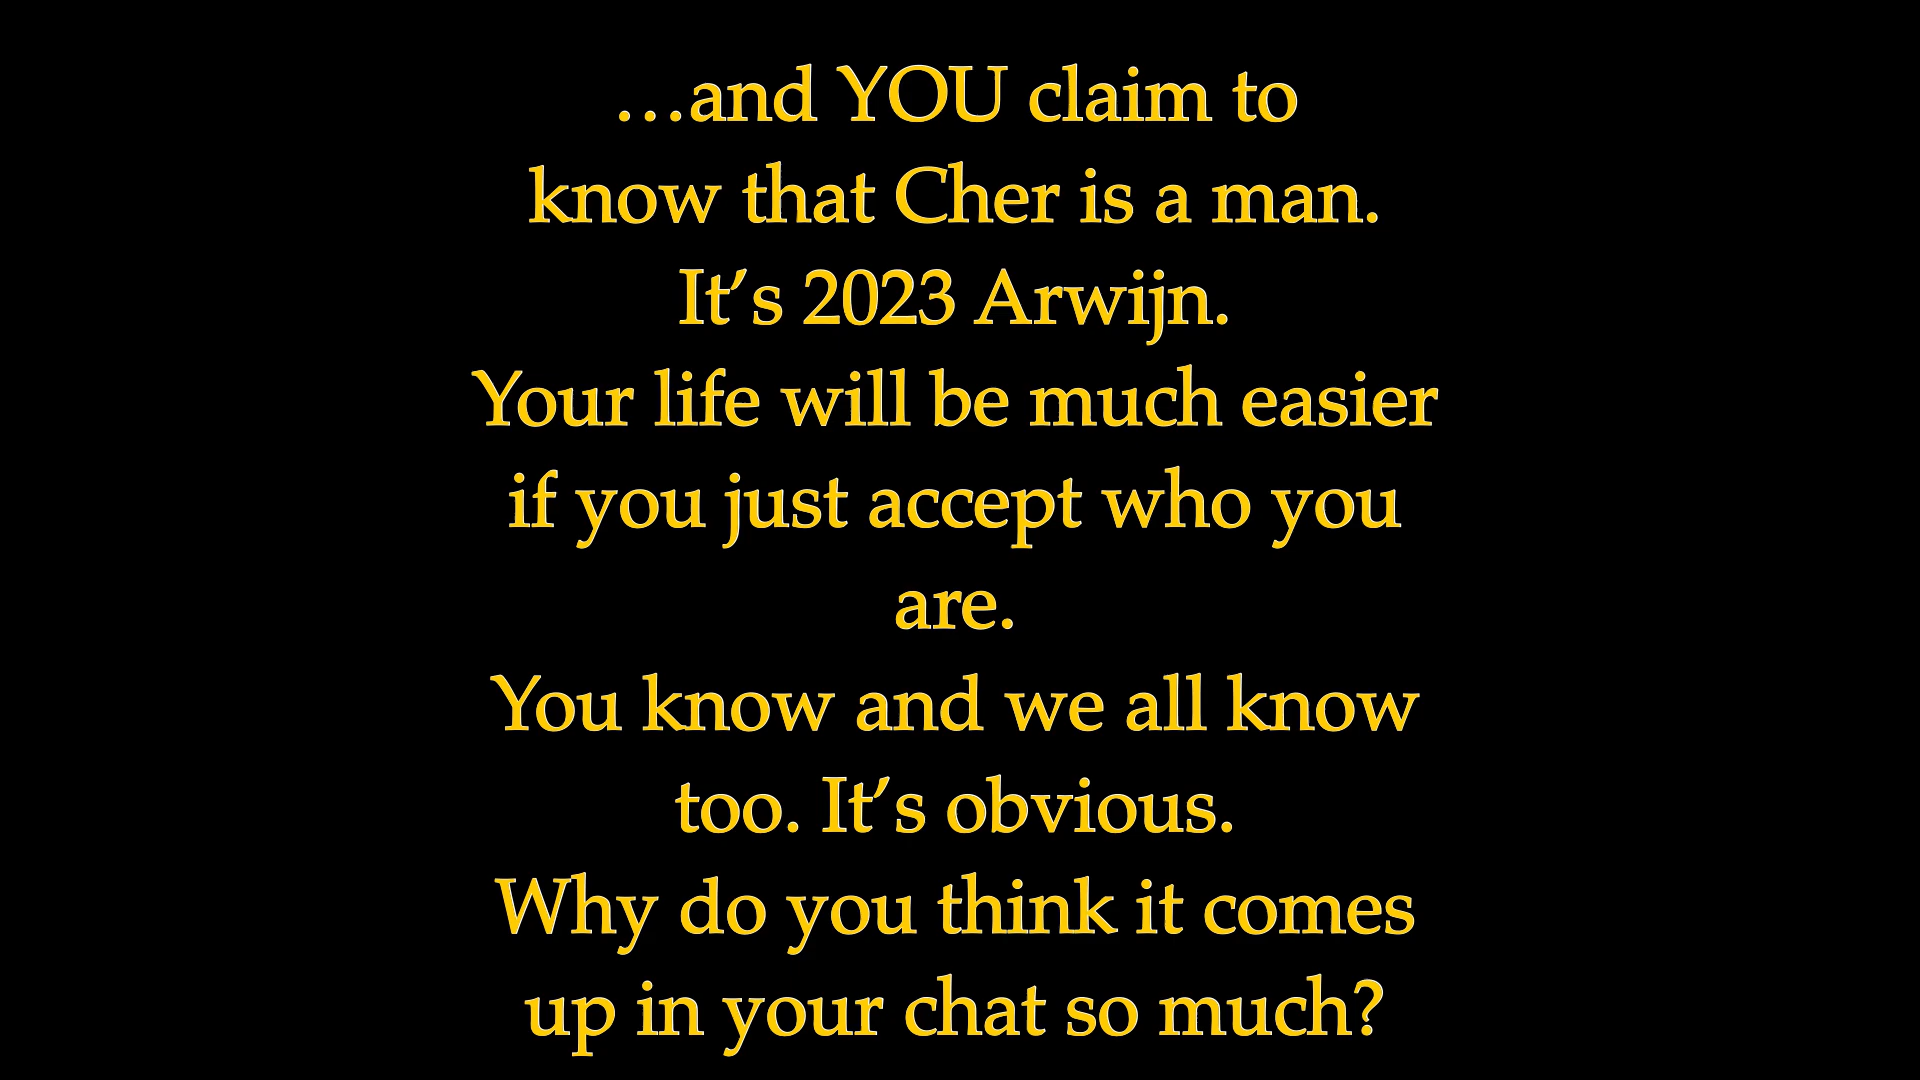 …and YOU claim to
know that Cher is a man.
It’s 2023 Arwijn.
Your life will be much easier
if you just accept who you
are.
You know and we all know
too. It’s obvious.
Why do you think it comes
up in your chat so much?